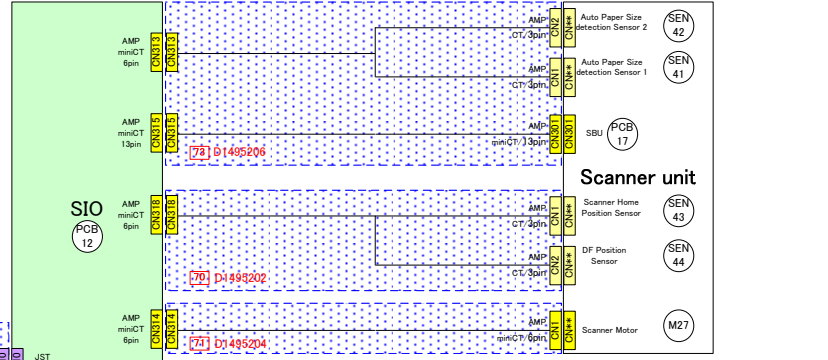 AMP
miniCT
6pin
CN313
CN313
AMP
CT/3pin
CN2
CN**
Auto Paper Size
detection Sensor 2
SEN
42
AMP
CT/3pin
CN1
CN**
Auto Paper Size
detection Sensor 1
SEN
41
AMP
miniCT
13pin
CN315
CN315
73 D1495206
AMP
miniCT/13pin
CN301
CN301
SBU
PCB
17
Scanner unit
SIO
PCB
12
AMP
miniCT
6pin
CN318
CN318
AMP
CT/3pin
CN1
CN**
Scanner Home
Position Sensor
SEN
43
AMP
CT/3pin
CN2
CN**
DF Position
Sensor
SEN
44
70 D1495202
AMP
miniCT
6pin
CN314
CN314
71 D1495204
AMP
miniCT/6pin
CN1
CN**
Scanner Motor
M27
JST